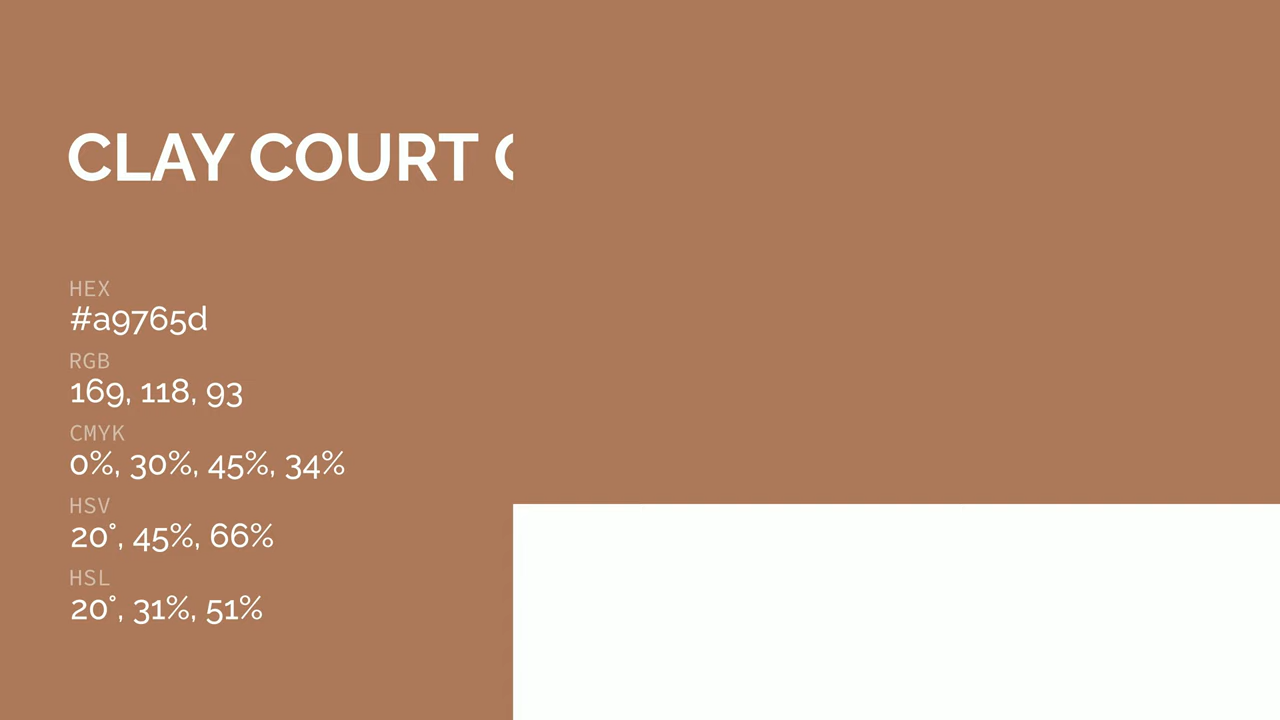 CLAY COURT
HEX
#a9765d
RGB
169, 118, 93
CMYK
0%, 30%, 45%, 34%
HSV
20°, 45%, 66%
HSL
20°, 31%, 51%